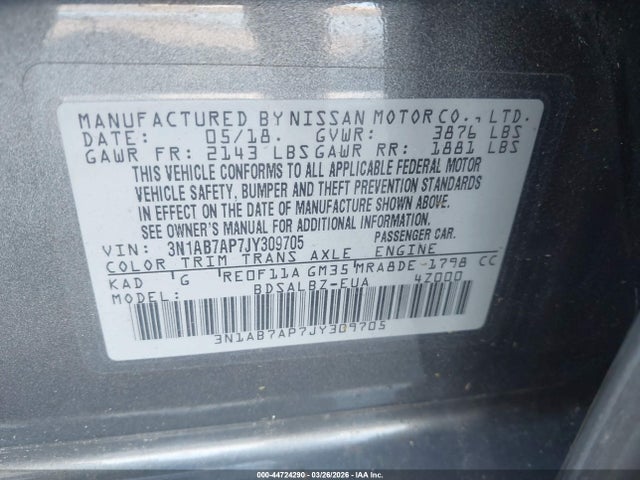 MANUFACTURED BY NISSAN MOTOR CO., LTD.
DATE: 05/18. GVWR: 3876 LBS
GAWR FR: 2143 LBS GAWR RR: 1881 LBS
THIS VEHICLE CONFORMS TO ALL APPLICABLE FEDERAL MOTOR
VEHICLE SAFETY, BUMPER AND THEFT PREVENTION STANDARDS
IN EFFECT ON THE DATE OF MANUFACTURE SHOWN ABOVE.
SEE OWNER'S MANUAL FOR ADDITIONAL INFORMATION
VIN: 3N1AB7AP7JY309705 PASSENGER CAR.
COLOR TRIM TRANS AXLE ENGINE
KAD G RE0F11A GM35 MRA8DE-1798 CC
MODEL: BDSALBZ-EUA 4Z000
3N1AB7AP7JY309705
000-44724290 - 03/26/2026 - IAA Inc.